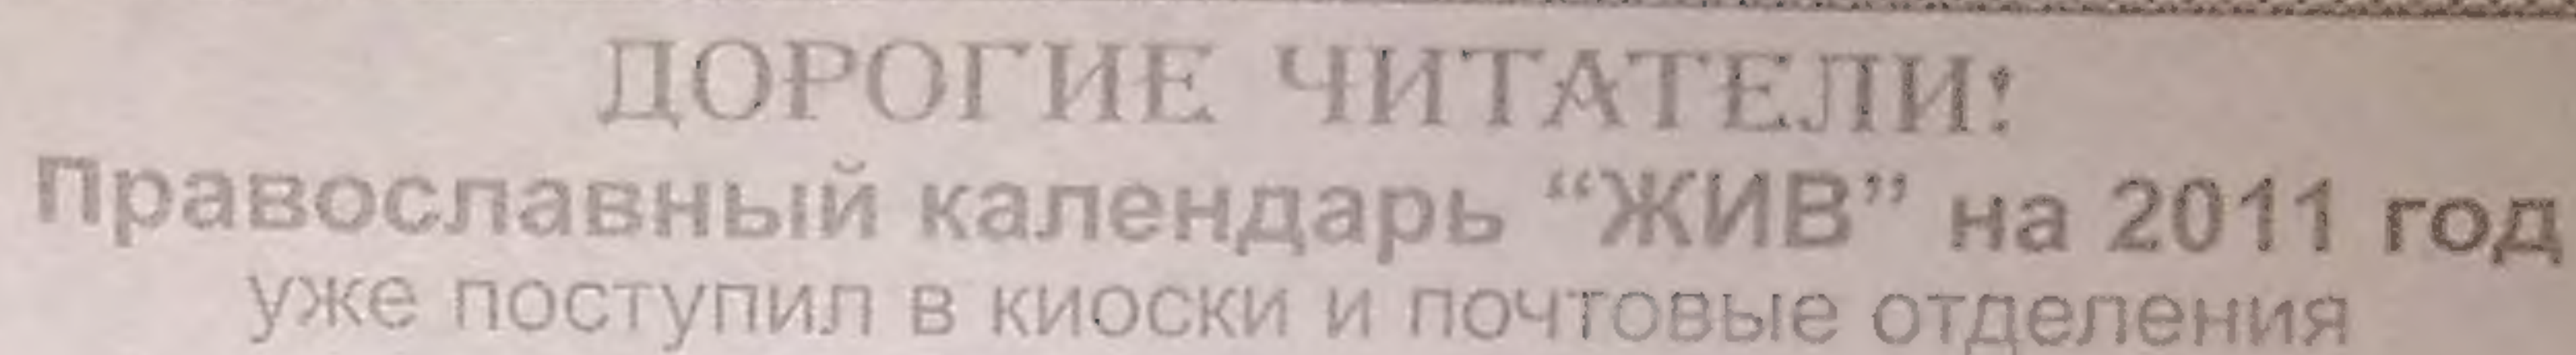 ДОРОГИЕ ЧИТАТЕЛИ!
Православный календарь “ЖИВ” на 2011 год
уже поступил в киоски и почтовые отделения